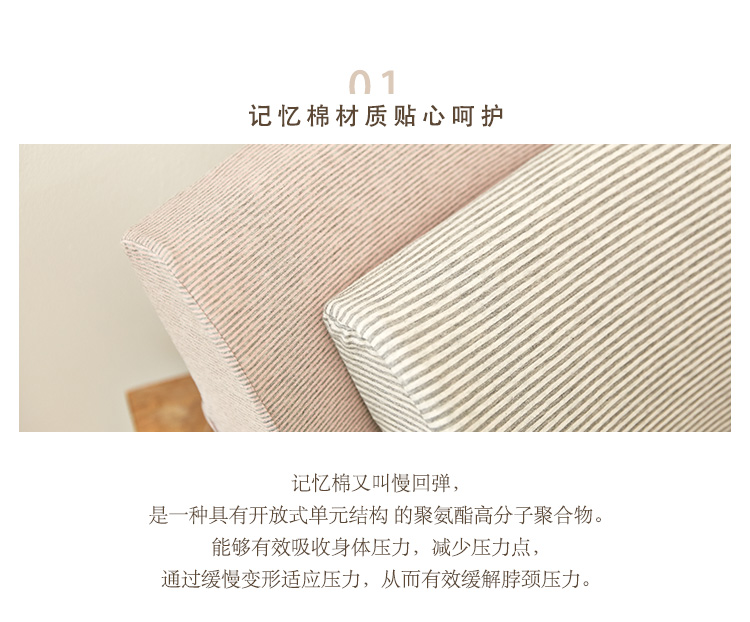 01
记忆棉材质贴心呵护
记忆棉又叫慢回弹，
是一种具有开放式单元结构 的聚氨酯高分子聚合物。
能够有效吸收身体压力，减少压力点，
通过缓慢变形适应压力，从而有效缓解脖颈压力。